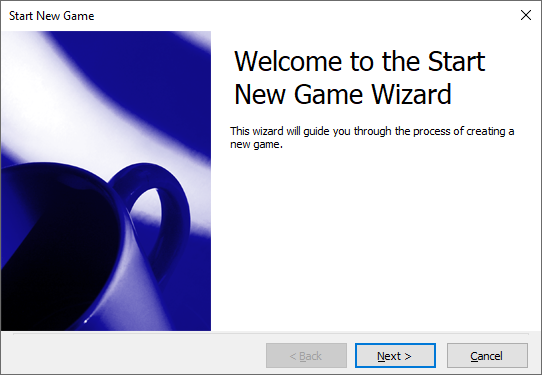 Start New Game
Welcome to the Start
New Game Wizard
This wizard will guide you through the process of creating a
new game.
< Back
Next >
Cancel